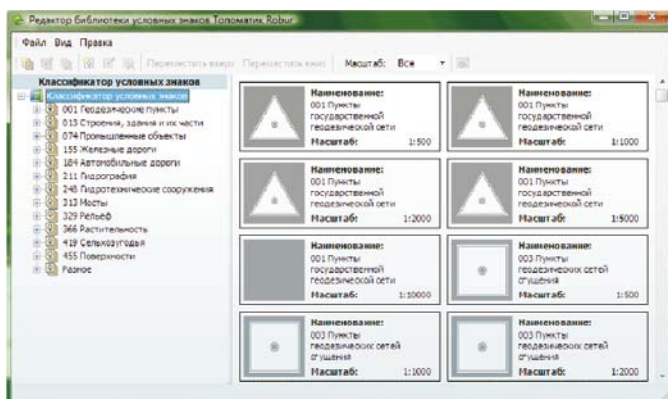 Редактор библиотеки условных знаков Топоматик Robur
Файл Вид Правка
Переместить вверх Переместить вниз Масштаб: Все
Классификатор условных знаков
Классификатор условных знаков
001 Геодезические пункты
013 Строения, здания и их части
074 Промышленные объекты
155 Железные дороги
184 Автомобильные дороги
211 Гидрография
248 Гидротехнические сооружения
313 Мосты
329 Рельеф
366 Растительность
419 Сельхозугодья
455 Поверхности
Разное
Наименование:
001 Пункты
государственной
геодезической сети
Масштаб: 1:500
Наименование:
001 Пункты
государственной
геодезической сети
Масштаб: 1:1000
Наименование:
001 Пункты
государственной
геодезической сети
Масштаб: 1:2000
Наименование:
001 Пункты
государственной
геодезической сети
Масштаб: 1:5000
Наименование:
001 Пункты
государственной
геодезической сети
Масштаб: 1:10000
Наименование:
003 Пункты
геодезических сетей
сгущения
Масштаб: 1:500
Наименование:
003 Пункты
геодезических сетей
сгущения
Масштаб: 1:1000
Наименование:
003 Пункты
геодезических сетей
сгущения
Масштаб: 1:2000